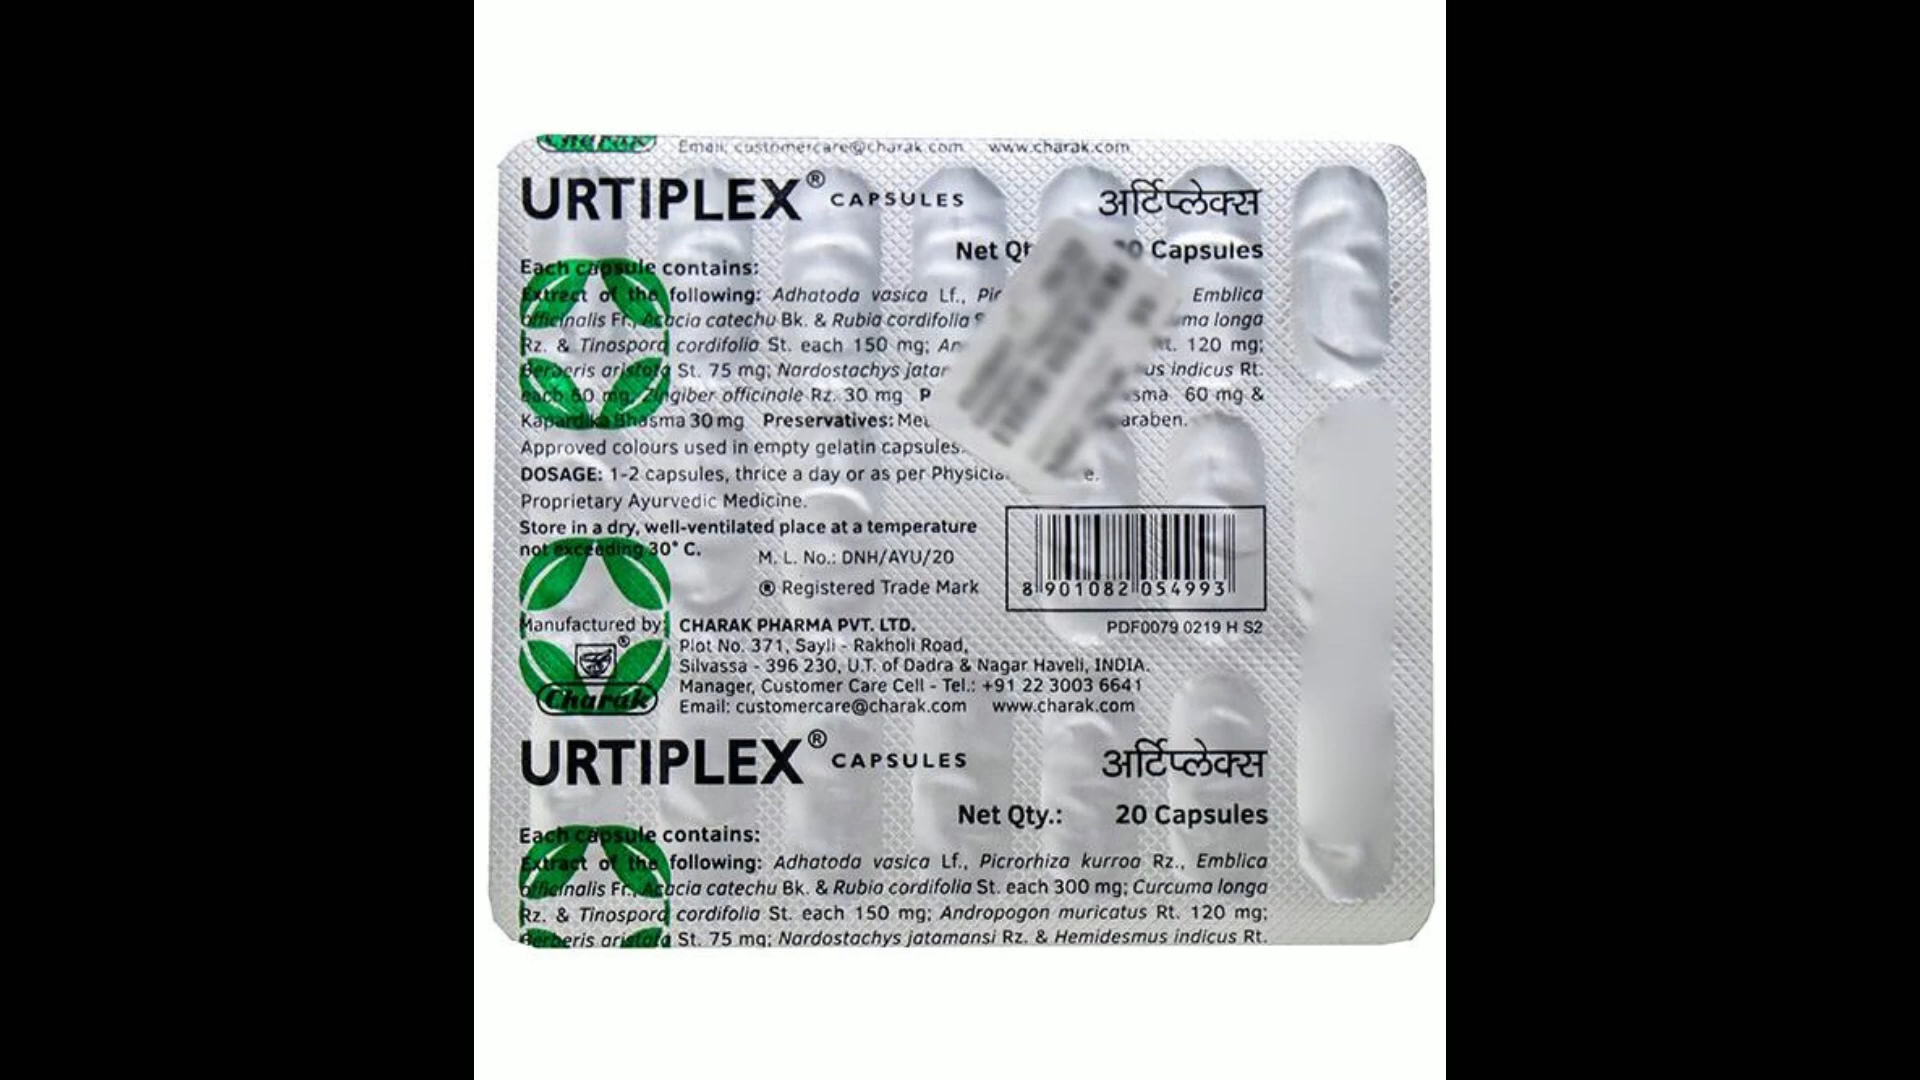 Charak
Email: customercare@charak.com www.charak.com
URTIPLEX® CAPSULES अर्टिप्लेक्स
Net Qt 20 Capsules
Each capsule contains:
Extract of the following: Adhatoda vasica Lf., Pic Emblica
officinalis Fr., Acacia catechu Bk. & Rubia cordifolia S ma longa
Rz. & Tinospora cordifolia St. each 150 mg; An Rt. 120 mg;
Berberis aristata St. 75 mg; Nardostachys jatar us indicus Rt.
each 60 mg, Zingiber officinale Rz. 30 mg P sma 60 mg &
Kapardika Bhasma 30 mg Preservatives: Me araben.
Approved colours used in empty gelatin capsules.
DOSAGE: 1-2 capsules, thrice a day or as per Physicia e.
Proprietary Ayurvedic Medicine.
Store in a dry, well-ventilated place at a temperature
not exceeding 30° C.
M. L. No.: DNH/AYU/20
® Registered Trade Mark
8 901082 054993
PDF0079 0219 H S2
Manufactured by: CHARAK PHARMA PVT. LTD.
Plot No. 371, Sayli - Rakholi Road,
Silvassa - 396 230, U.T. of Dadra & Nagar Haveli, INDIA.
Manager, Customer Care Cell - Tel.: +91 22 3003 6641
Email: customercare@charak.com www.charak.com
® Charak
URTIPLEX® CAPSULES अर्टिप्लेक्स
Net Qty.: 20 Capsules
Each capsule contains:
Extract of the following: Adhatoda vasica Lf., Picrorhiza kurroa Rz., Emblica
officinalis Fr., Acacia catechu Bk. & Rubia cordifolia St. each 300 mg; Curcuma longa
Rz. & Tinospora cordifolia St. each 150 mg; Andropogon muricatus Rt. 120 mg;
Berberis aristata St. 75 mg; Nardostachys jatamansi Rz. & Hemidesmus indicus Rt.